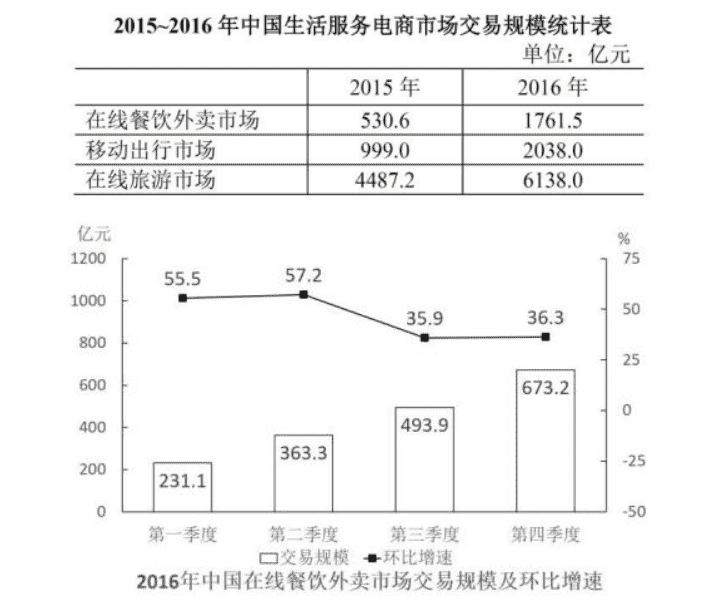 2015~2016 年中国生活服务电商市场交易规模统计表
单位：亿元
2015 年 2016 年
在线餐饮外卖市场 530.6 1761.5
移动出行市场 999.0 2038.0
在线旅游市场 4487.2 6138.0
亿元 %
1200 75
55.5 57.2
1000 50
35.9 36.3
800 25
600 0
673.2
493.9
400
363.3
200 -25
231.1
0 -50
第一季度 第二季度 第三季度 第四季度
交易规模 环比增速
2016年中国在线餐饮外卖市场交易规模及环比增速